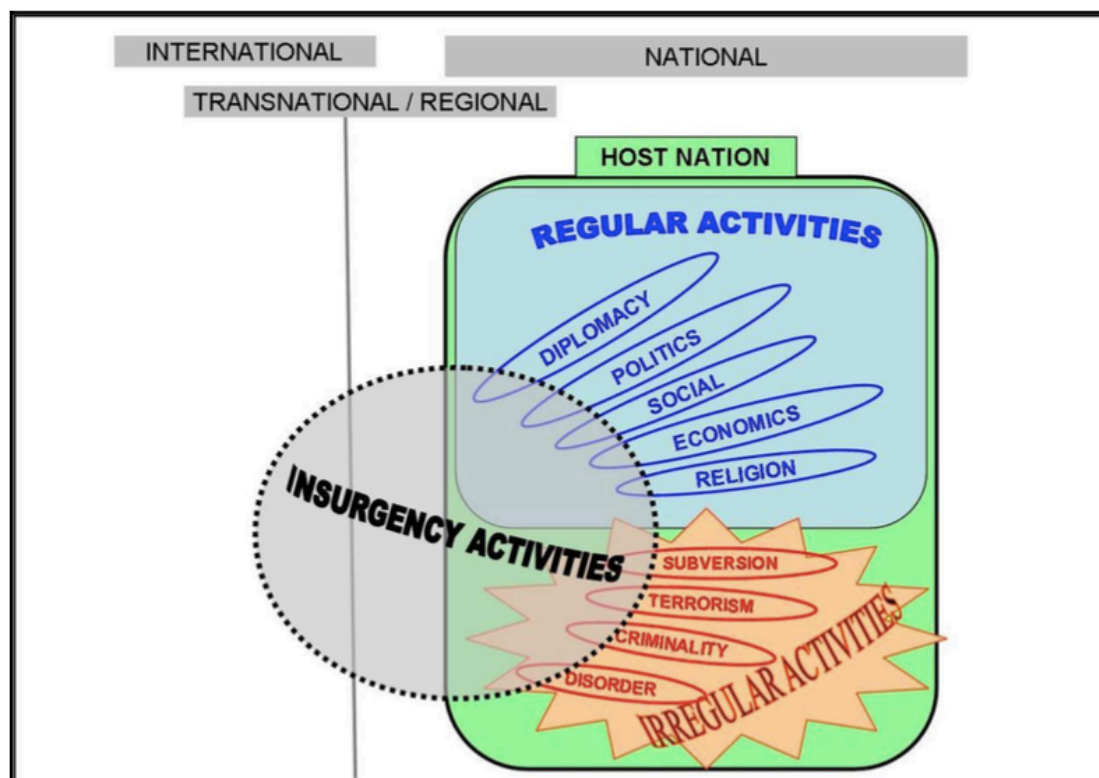 INTERNATIONAL
NATIONAL
TRANSNATIONAL / REGIONAL
HOST NATION
REGULAR ACTIVITIES
DIPLOMACY
POLITICS
SOCIAL
ECONOMICS
RELIGION
INSURGENCY ACTIVITIES
SUBVERSION
TERRORISM
CRIMINALITY
DISORDER
IRREGULAR ACTIVITIES